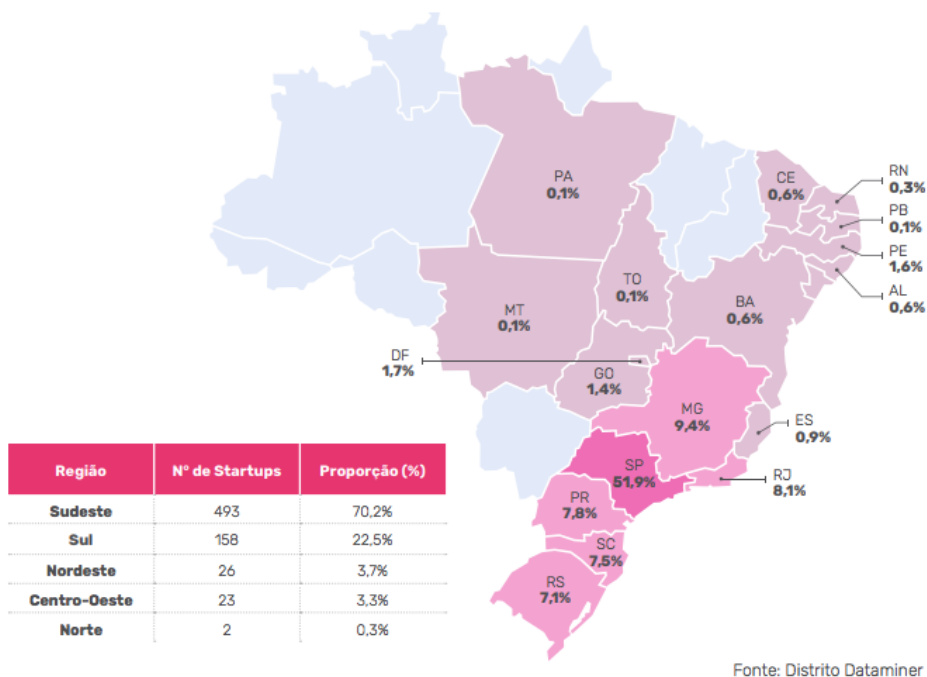 PA
0,1%
CE
0,6%
RN
0,3%
PB
0,1%
PE
1,6%
AL
0,6%
TO
0,1%
BA
0,6%
MT
0,1%
DF
1,7%
GO
1,4%
MG
9,4%
ES
0,9%
SP
51,9%
RJ
8,1%
PR
7,8%
SC
7,5%
RS
7,1%
Região Nº de Startups Proporção (%)
Sudeste 493 70,2%
Sul 158 22,5%
Nordeste 26 3,7%
Centro-Oeste 23 3,3%
Norte 2 0,3%
Fonte: Distrito Dataminer